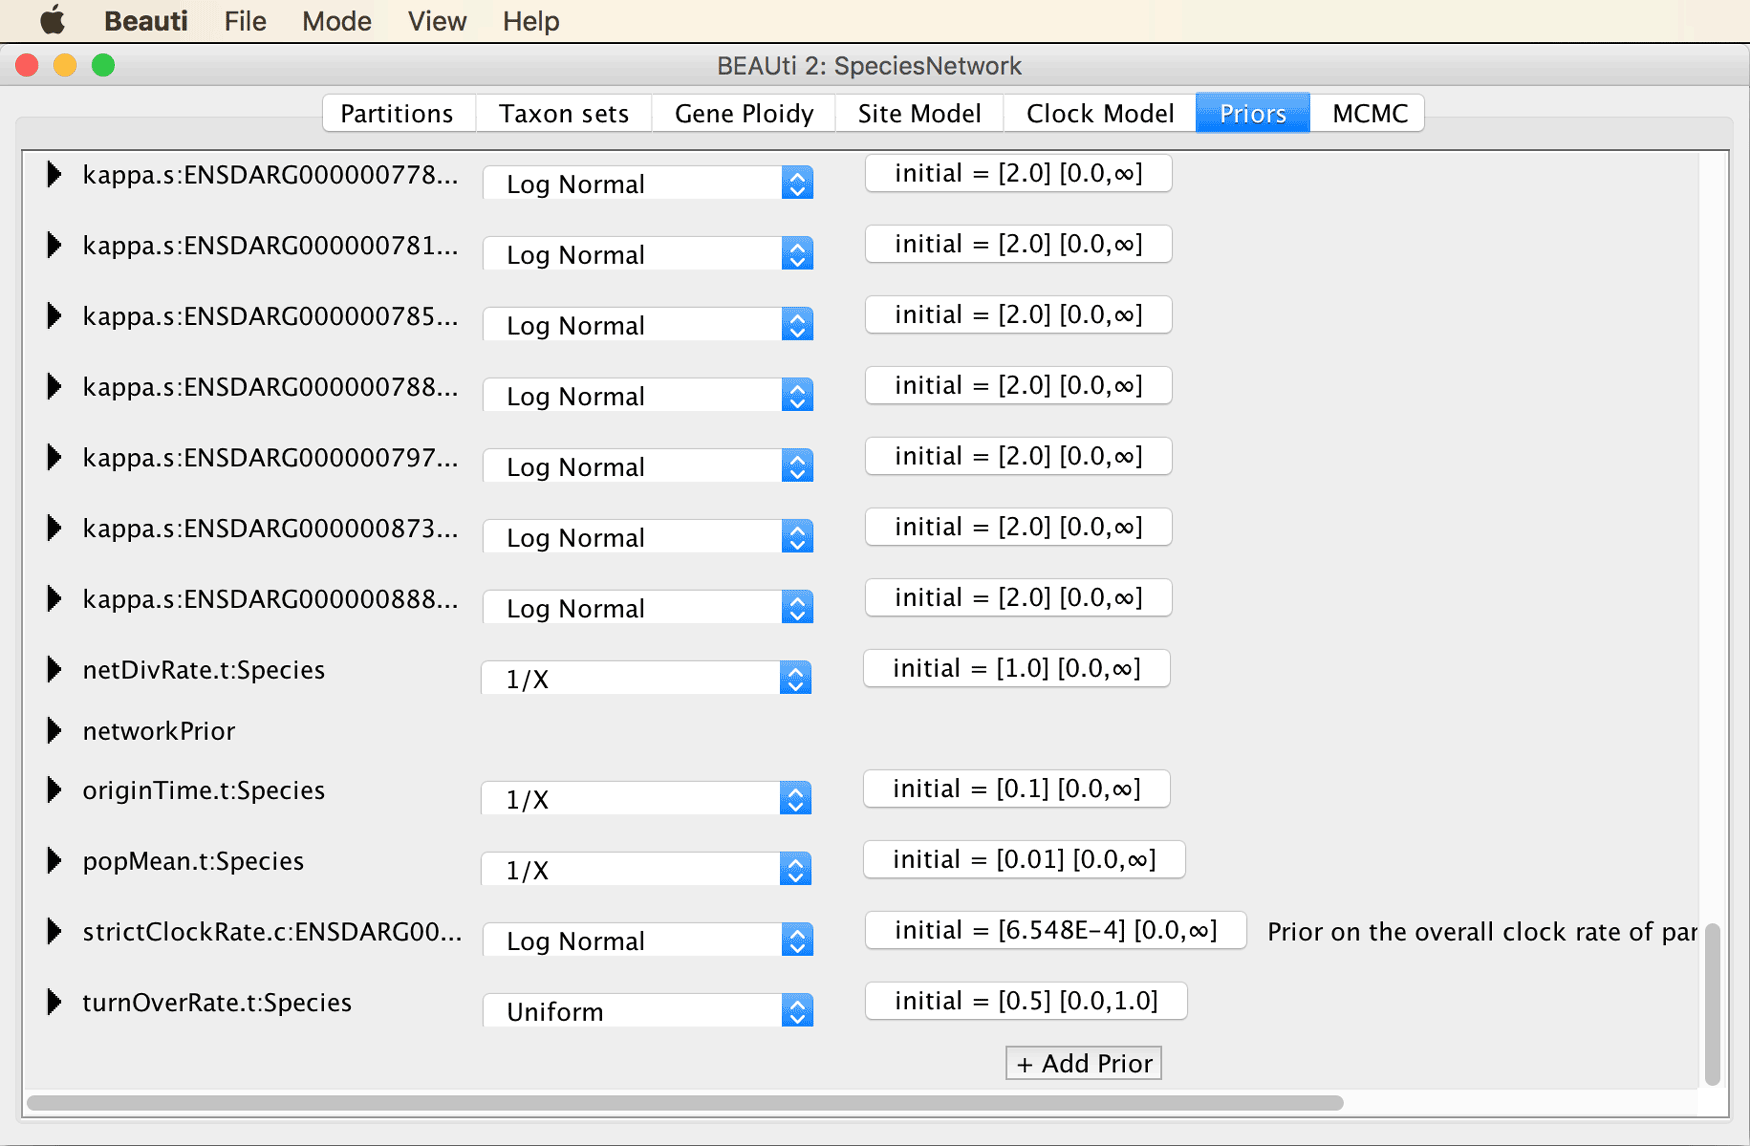 Beauti File Mode View Help
BEAUti 2: SpeciesNetwork
Partitions Taxon sets Gene Ploidy Site Model Clock Model Priors MCMC
kappa.s:ENSDARG000000778... Log Normal initial = [2.0] [0.0,∞]
kappa.s:ENSDARG000000781... Log Normal initial = [2.0] [0.0,∞]
kappa.s:ENSDARG000000785... Log Normal initial = [2.0] [0.0,∞]
kappa.s:ENSDARG000000788... Log Normal initial = [2.0] [0.0,∞]
kappa.s:ENSDARG000000797... Log Normal initial = [2.0] [0.0,∞]
kappa.s:ENSDARG000000873... Log Normal initial = [2.0] [0.0,∞]
kappa.s:ENSDARG000000888... Log Normal initial = [2.0] [0.0,∞]
netDivRate.t:Species 1/X initial = [1.0] [0.0,∞]
networkPrior
originTime.t:Species 1/X initial = [0.1] [0.0,∞]
popMean.t:Species 1/X initial = [0.01] [0.0,∞]
strictClockRate.c:ENSDARG00... Log Normal initial = [6.548E-4] [0.0,∞] Prior on the overall clock rate of par
turnOverRate.t:Species Uniform initial = [0.5] [0.0,1.0]
+ Add Prior